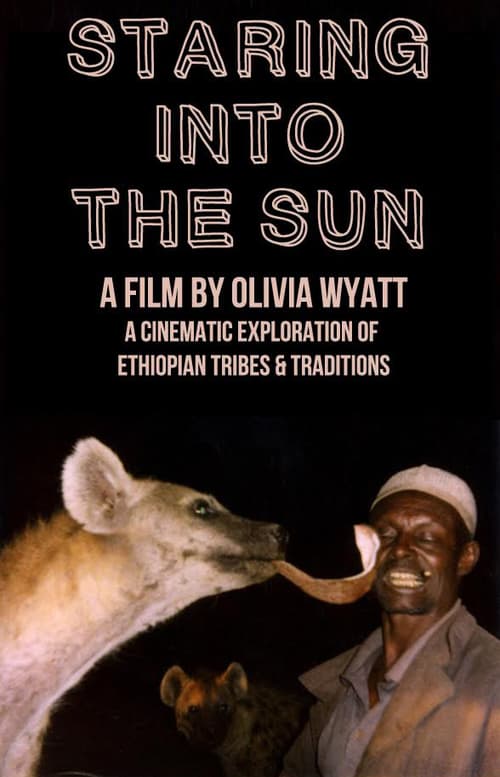 STARING
INTO
THE SUN
A FILM BY OLIVIA WYATT
A CINEMATIC EXPLORATION OF
ETHIOPIAN TRIBES & TRADITIONS